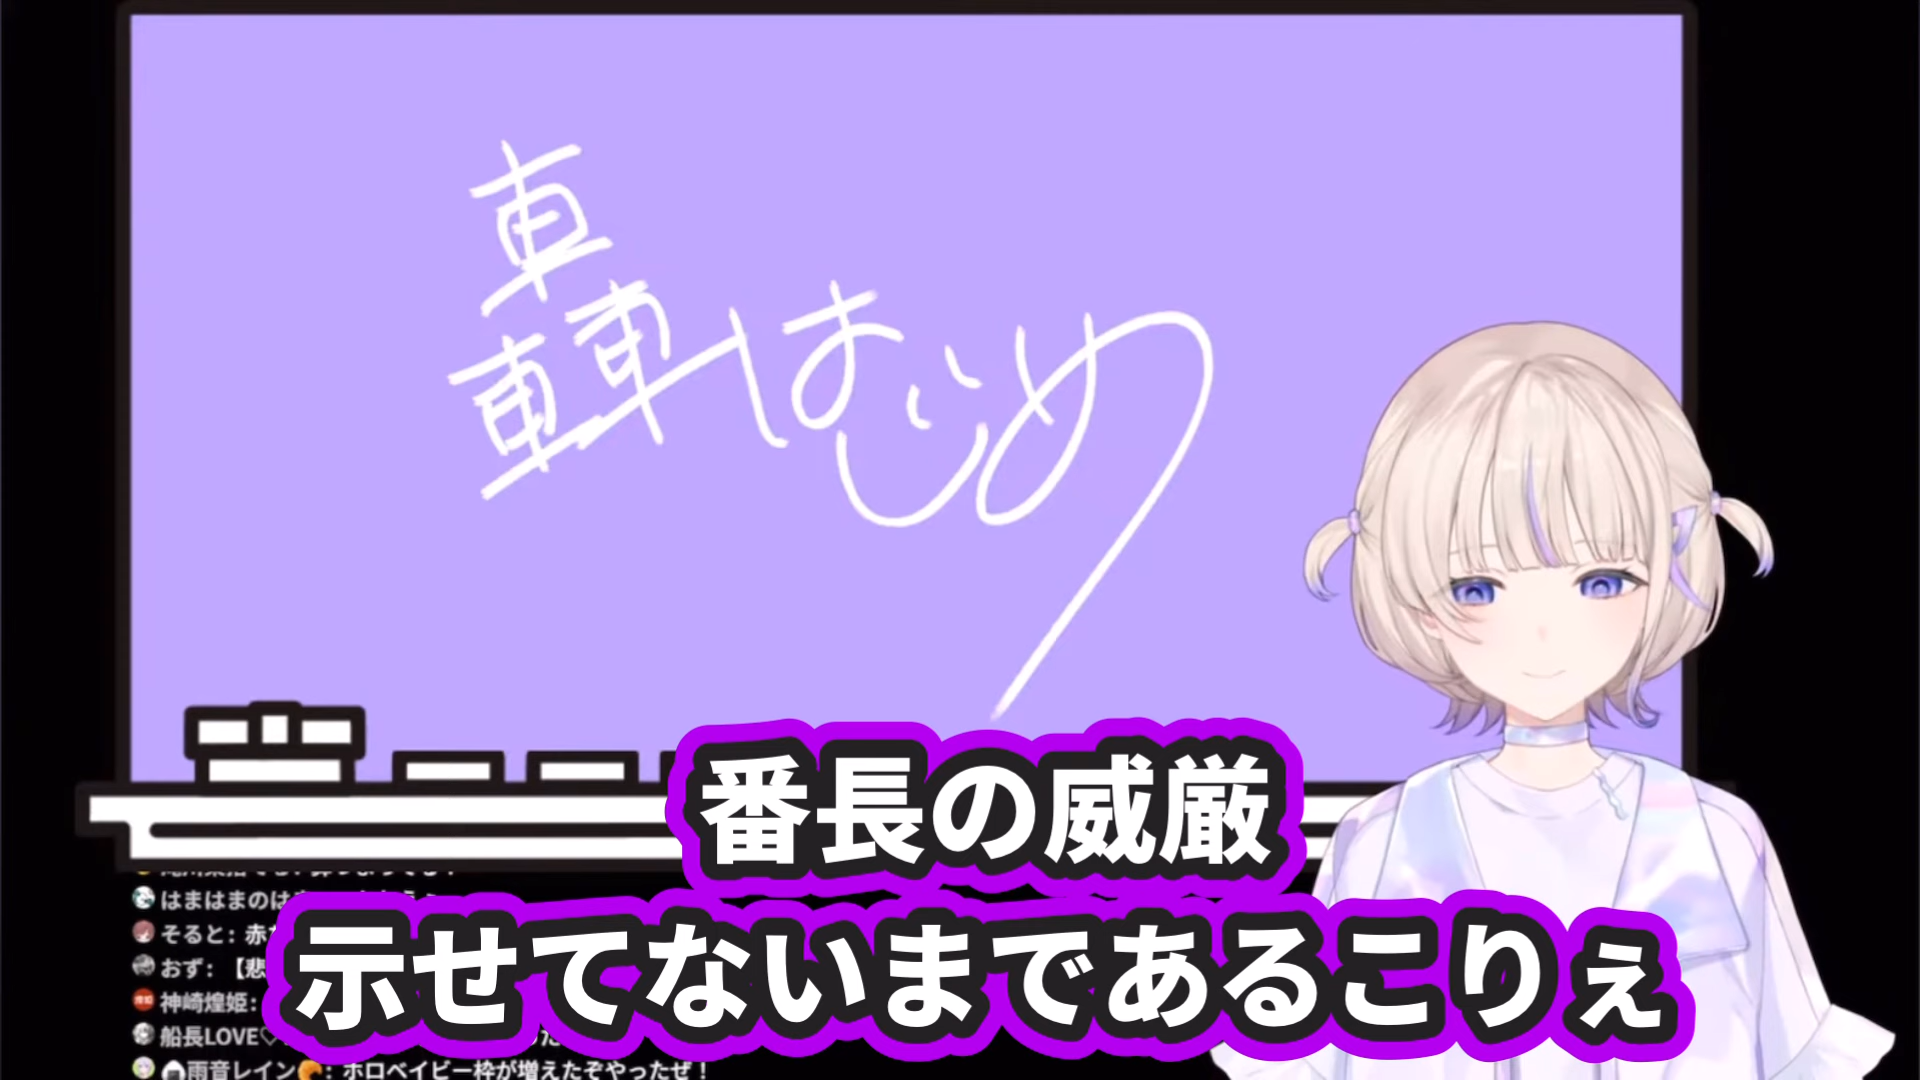 轟はじめ
番長の威厳
示せてないまであるこりぇ
はまはまのは
そると：赤
おず：【悲
神崎煌姫：
船長LOVE♡
雨音レイン：ホロベイビー枠が増えたぞやったぜ！